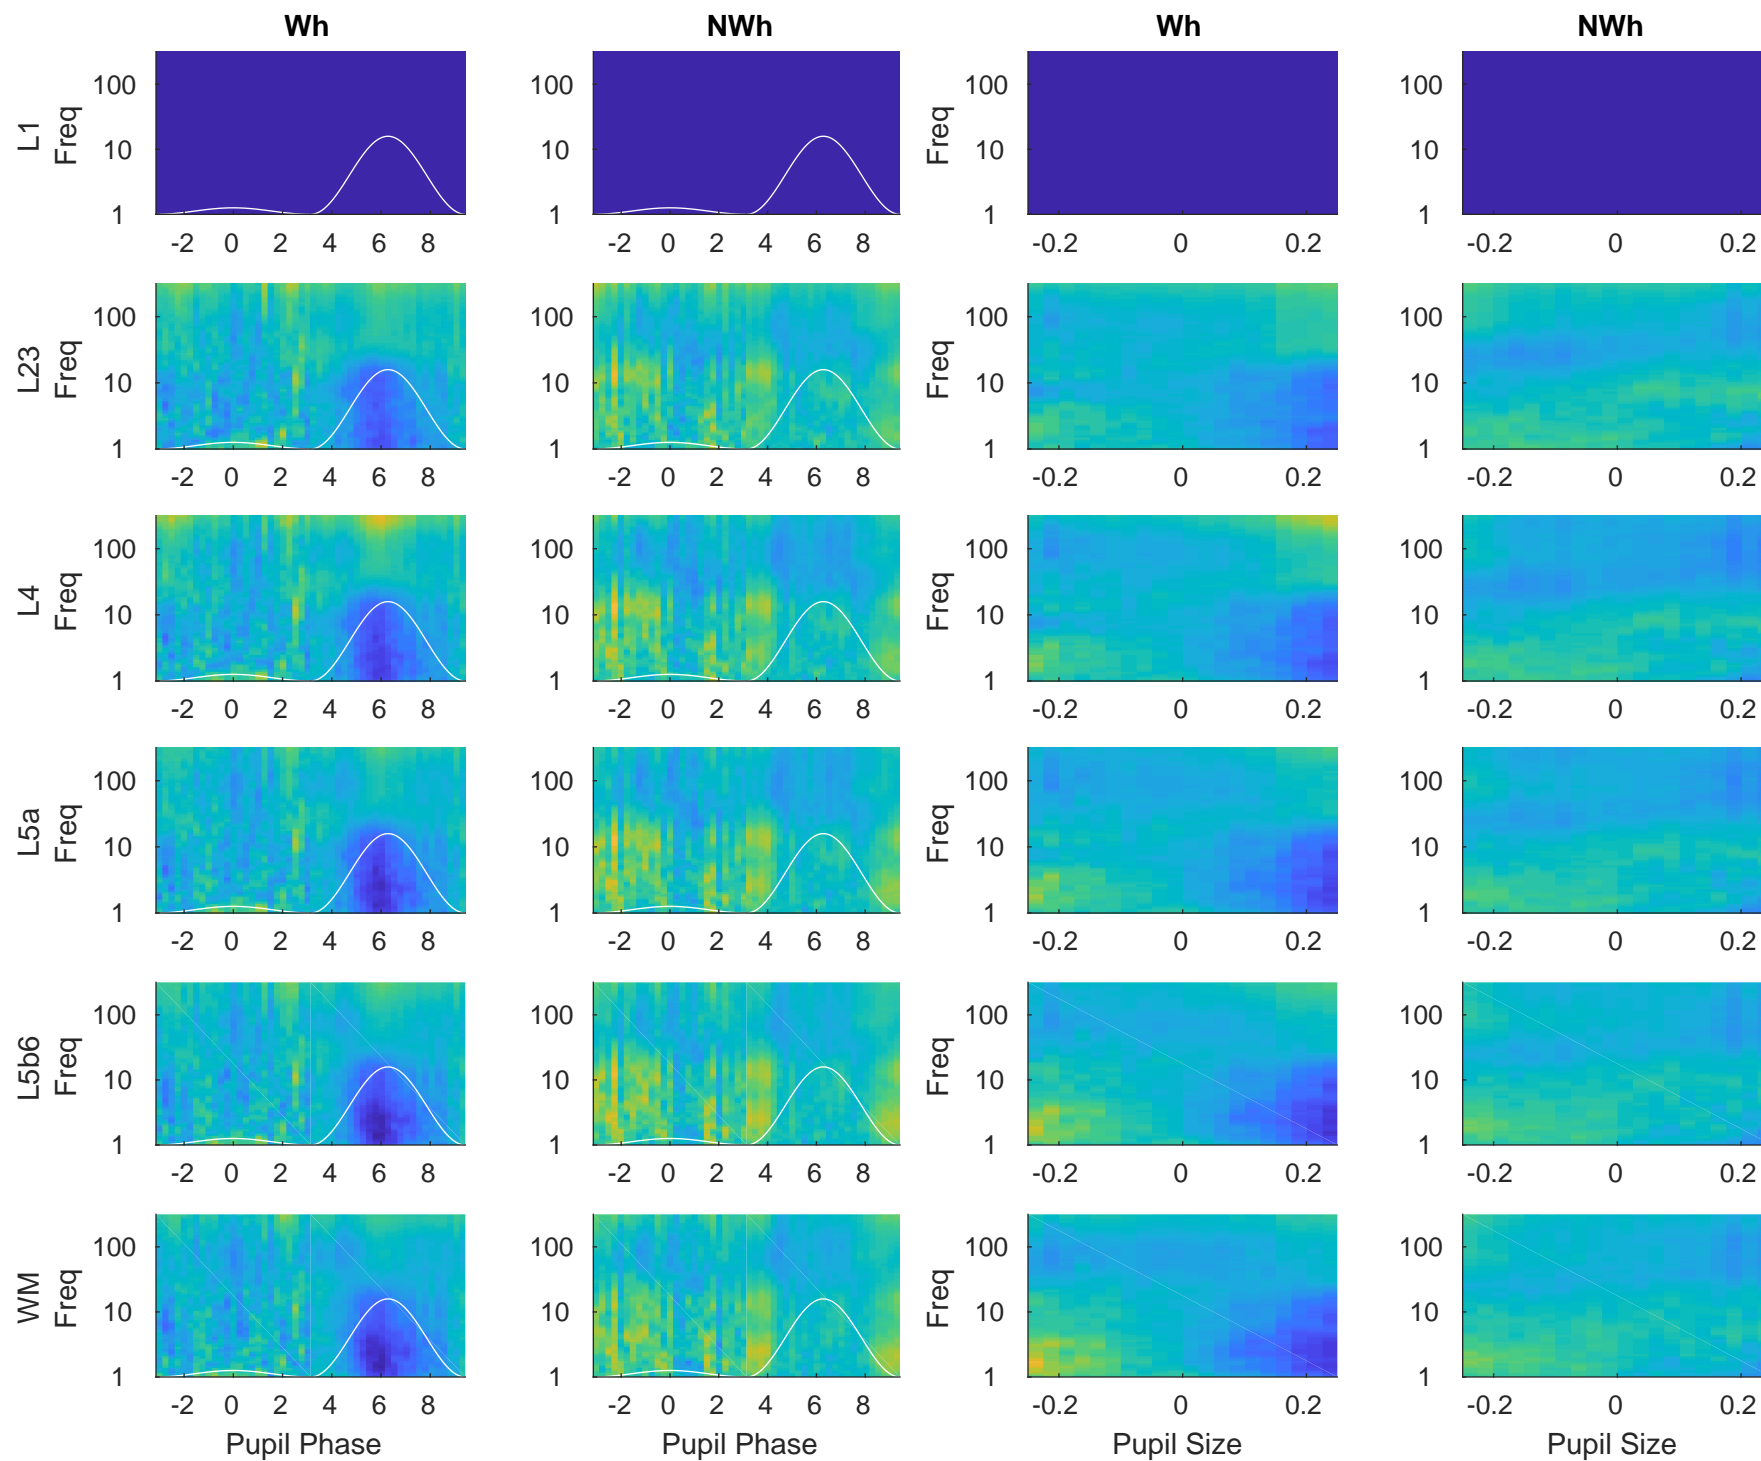 Wh NWh Wh NWh
L1 Freq 100 10 1 100 10 1 Freq 100 10 1 100 10 1
-2 0 2 4 6 8 -2 0 2 4 6 8 -0.2 0 0.2 -0.2 0 0.2
L23 Freq 100 10 1 100 10 1 Freq 100 10 1 100 10 1
-2 0 2 4 6 8 -2 0 2 4 6 8 -0.2 0 0.2 -0.2 0 0.2
L4 Freq 100 10 1 100 10 1 Freq 100 10 1 100 10 1
-2 0 2 4 6 8 -2 0 2 4 6 8 -0.2 0 0.2 -0.2 0 0.2
L5a Freq 100 10 1 100 10 1 Freq 100 10 1 100 10 1
-2 0 2 4 6 8 -2 0 2 4 6 8 -0.2 0 0.2 -0.2 0 0.2
L5b6 Freq 100 10 1 100 10 1 Freq 100 10 1 100 10 1
-2 0 2 4 6 8 -2 0 2 4 6 8 -0.2 0 0.2 -0.2 0 0.2
WM Freq 100 10 1 100 10 1 Freq 100 10 1 100 10 1
-2 0 2 4 6 8 -2 0 2 4 6 8 -0.2 0 0.2 -0.2 0 0.2
Pupil Phase Pupil Phase Pupil Size Pupil Size